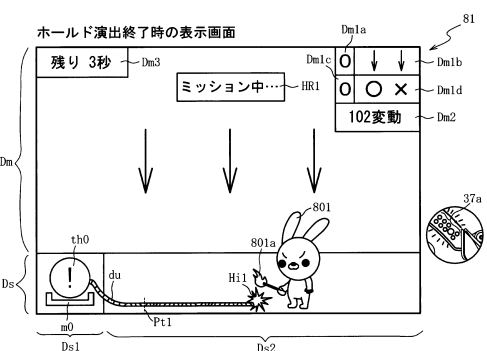 ホールド演出終了時の表示画面
81
Dm1a
Dm1c
残り 3秒
Dm3
0 ↓ ↓
Dm1b
ミッション中…
HR1
0 ○ ×
Dm1d
102変動
Dm2
Dm
801
37a
801a
th0
!
du
Hi1
Ds
m0
Pt1
Ds1
Ds2